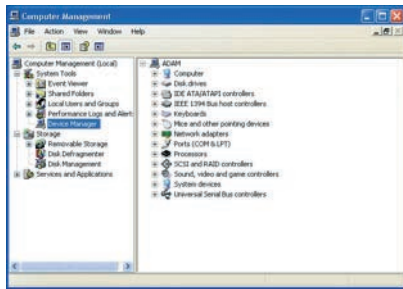 Computer Management
File Action View Window Help
Computer Management (Local)
System Tools
Event Viewer
Shared Folders
Local Users and Groups
Performance Logs and Alert
Device Manager
Storage
Removable Storage
Disk Defragmenter
Disk Management
Services and Applications
ADAM
Computer
Disk drives
IDE ATA/ATAPI controllers
IEEE 1394 Bus host controllers
Keyboards
Mice and other pointing devices
Network adapters
Ports (COM & LPT)
Processors
SCSI and RAID controllers
Sound, video and game controllers
System devices
Universal Serial Bus controllers